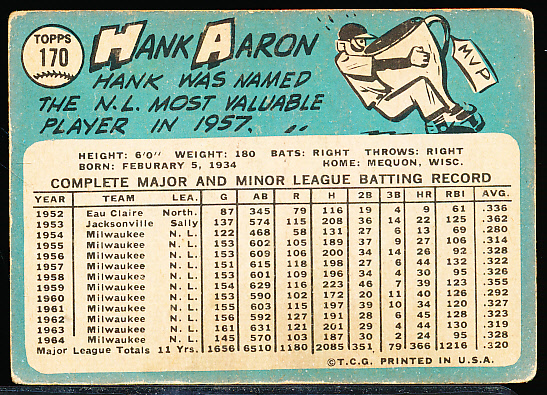 TOPPS
170
HANK AARON
HANK WAS NAMED
THE N.L. MOST VALUABLE
PLAYER IN 1957...
MVP
HEIGHT: 6'0" WEIGHT: 180 BATS: RIGHT THROWS: RIGHT
BORN: FEBURARY 5, 1934 HOME: MEQUON, WISC.
COMPLETE MAJOR AND MINOR LEAGUE BATTING RECORD
YEAR TEAM LEA. G AB R H 2B 3B HR RBI AVG.
1952 Eau Claire North. 87 345 79 116 19 4 9 61 .336
1953 Jacksonville Sally 137 574 115 208 36 14 22 125 .362
1954 Milwaukee N. L. 122 468 58 131 27 6 13 69 .280
1955 Milwaukee N. L. 153 602 105 189 37 9 27 106 .314
1956 Milwaukee N. L. 153 609 106 200 34 14 26 92 .328
1957 Milwaukee N. L. 151 615 118 198 27 6 44 132 .322
1958 Milwaukee N. L. 153 601 109 196 34 4 30 95 .326
1959 Milwaukee N. L. 154 629 116 223 46 7 39 123 .355
1960 Milwaukee N. L. 153 590 102 172 20 11 40 126 .292
1961 Milwaukee N. L. 155 603 115 197 39 10 34 120 .327
1962 Milwaukee N. L. 156 592 127 191 28 6 45 128 .323
1963 Milwaukee N. L. 161 631 121 201 29 4 44 130 .319
1964 Milwaukee N. L. 145 570 103 187 30 2 24 95 .328
Major League Totals 11 Yrs. 1656 6510 1180 2085 351 79 366 1216 .320
©T.C.G. PRINTED IN U.S.A.